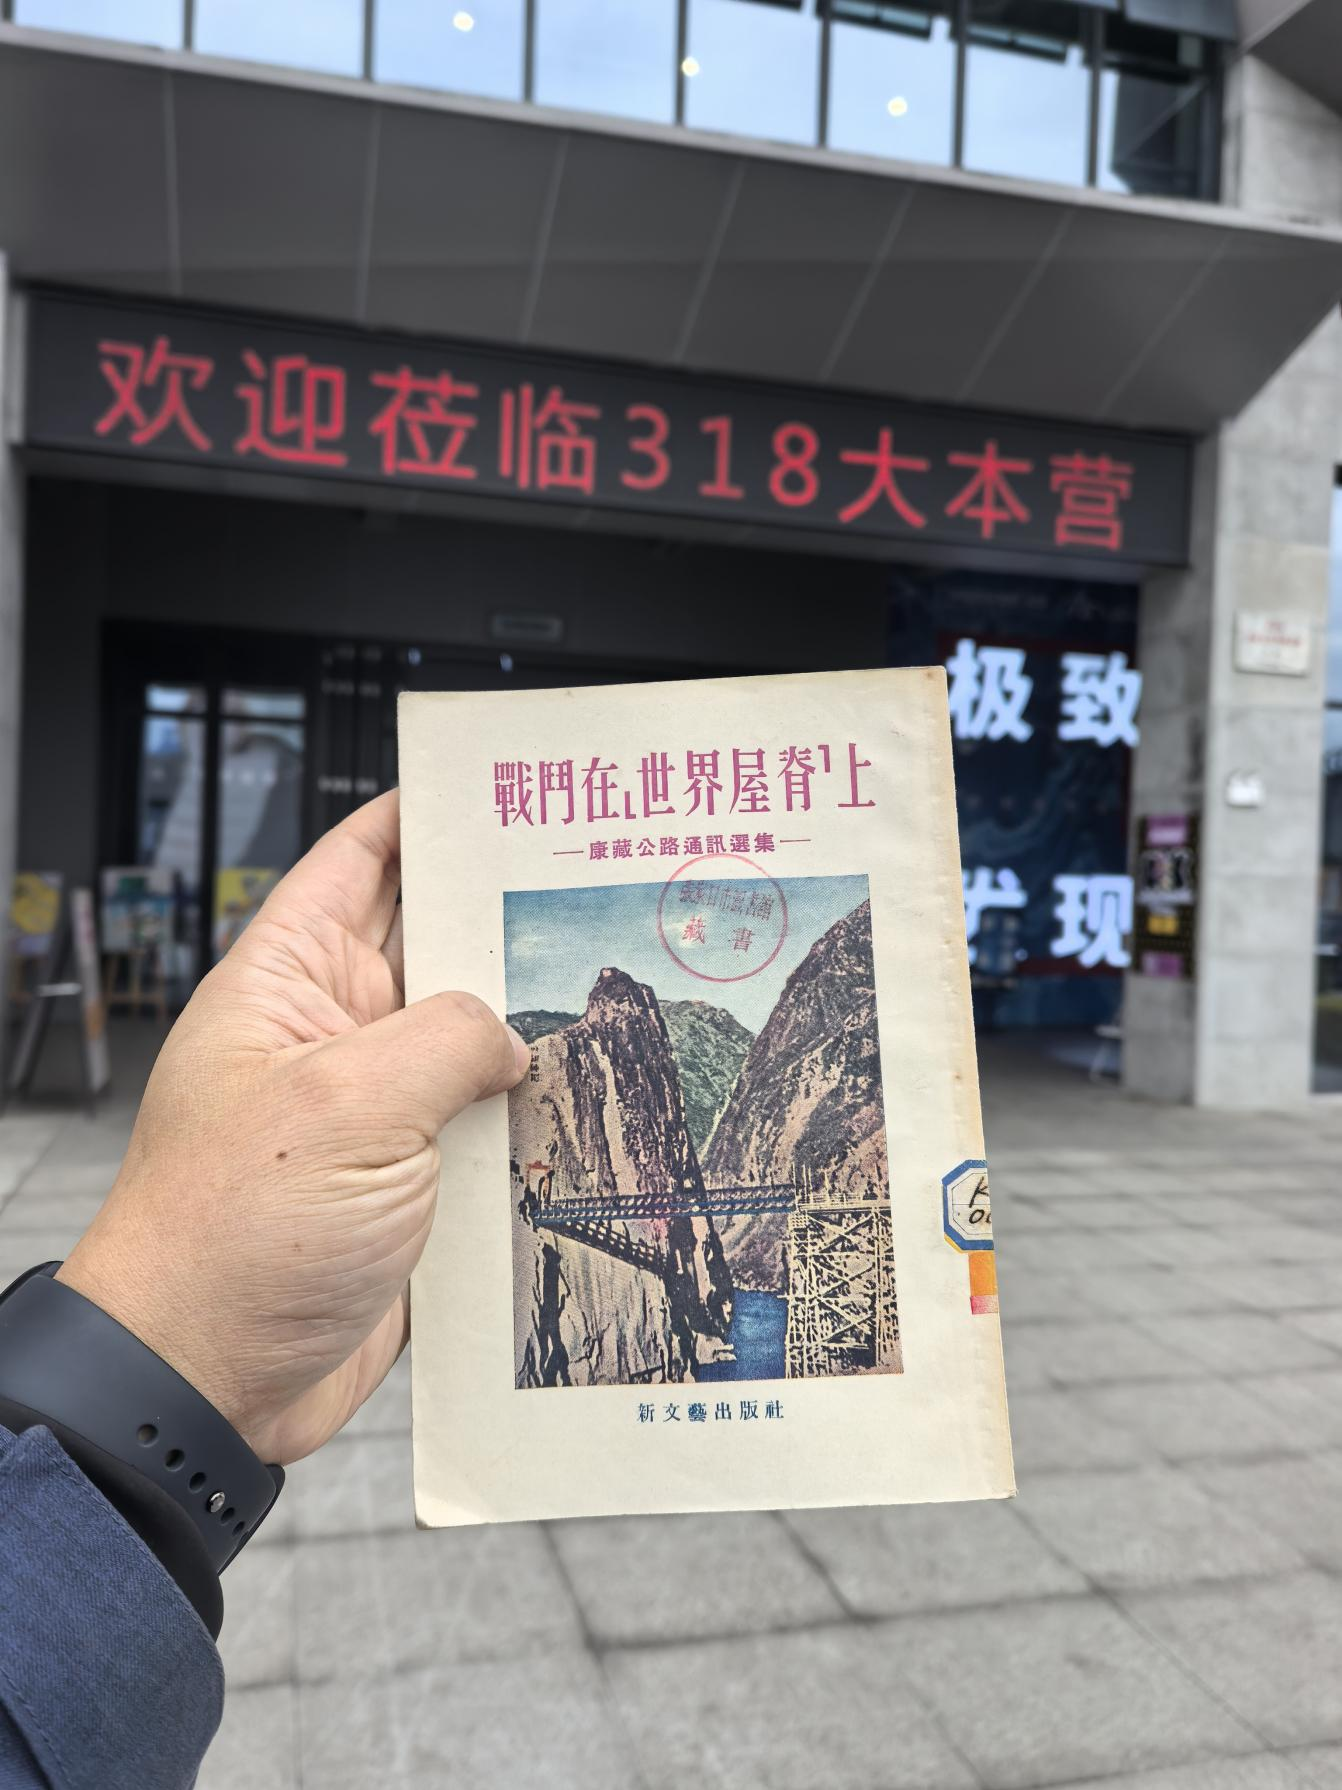 欢迎莅临318大本营
极致
现
戰鬥在「世界屋脊」上
—康藏公路通訊選集—
藏書
新文藝出版社
K